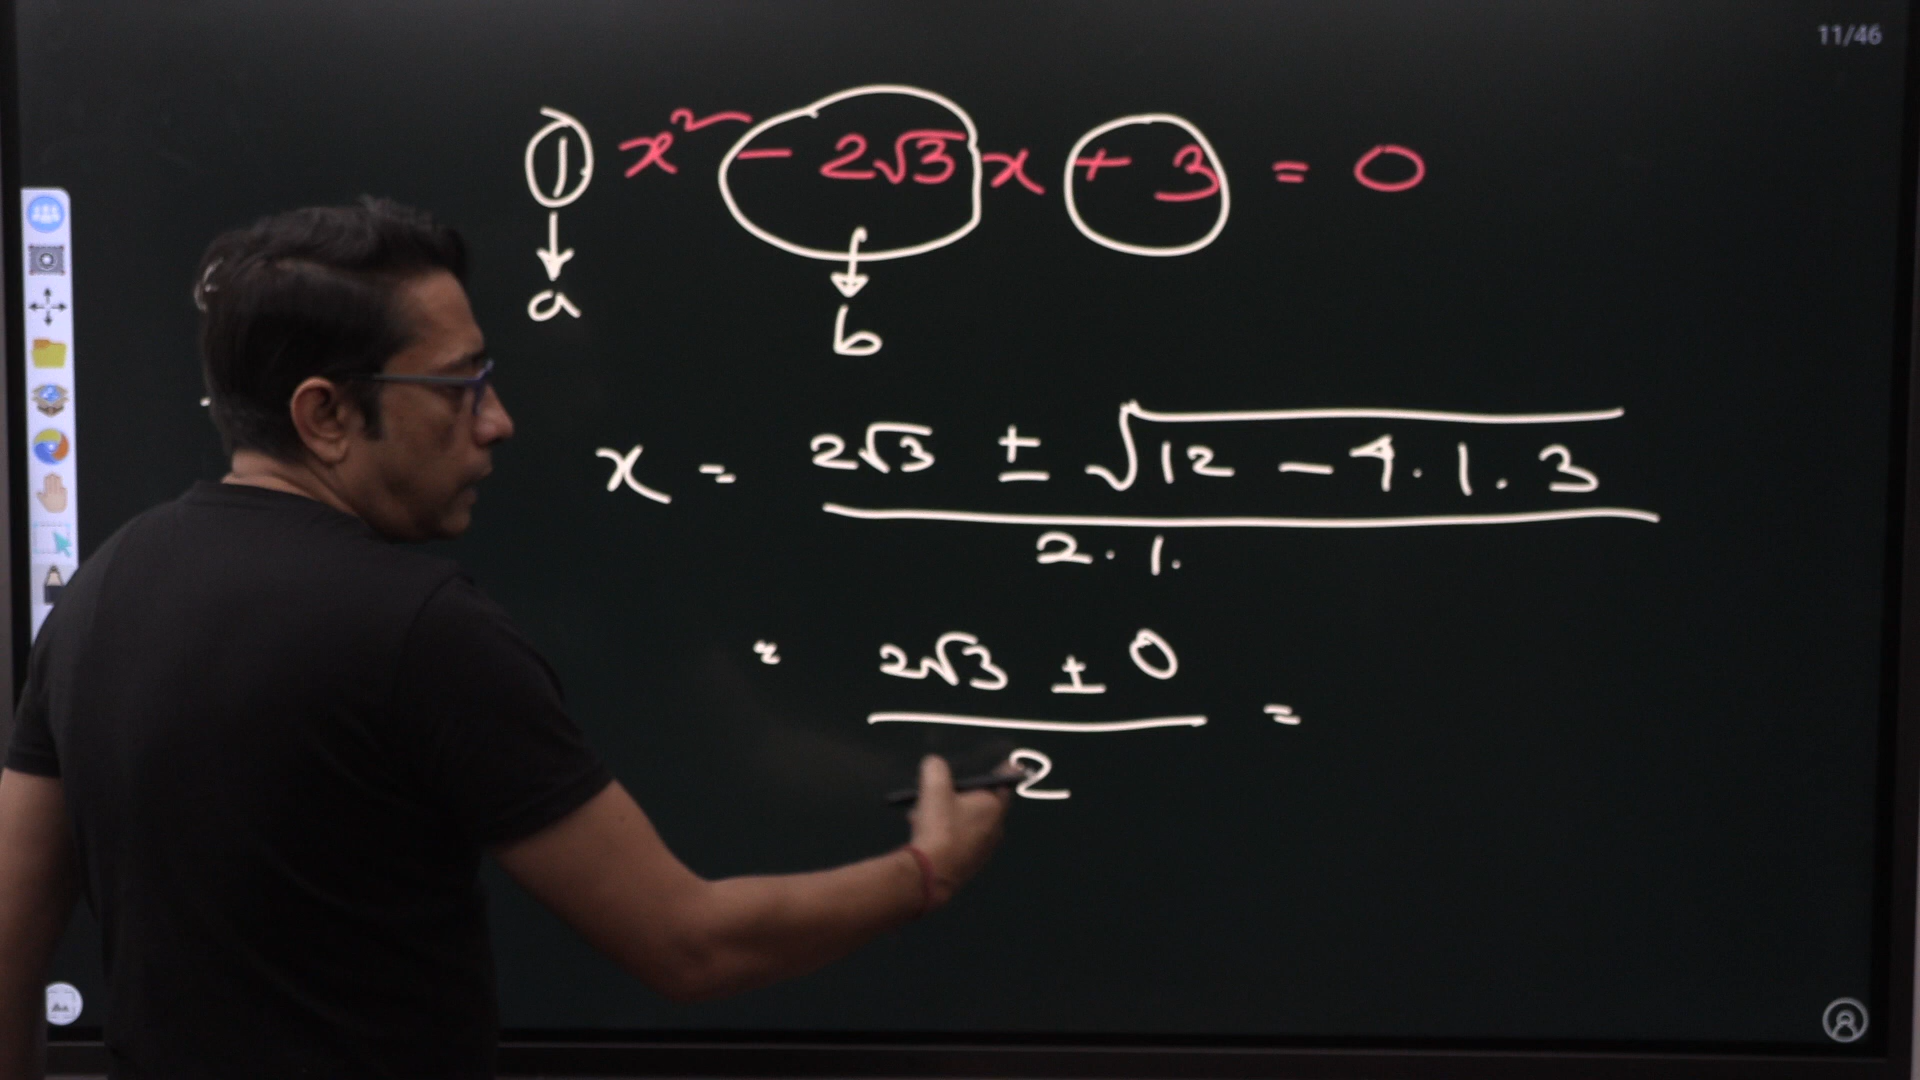 11/46
1 x² - 2√3 x + 3 = 0
a
b
x = 2√3 ± √12 - 4.1.3
2.1.
= 2√3 ± 0 =
2